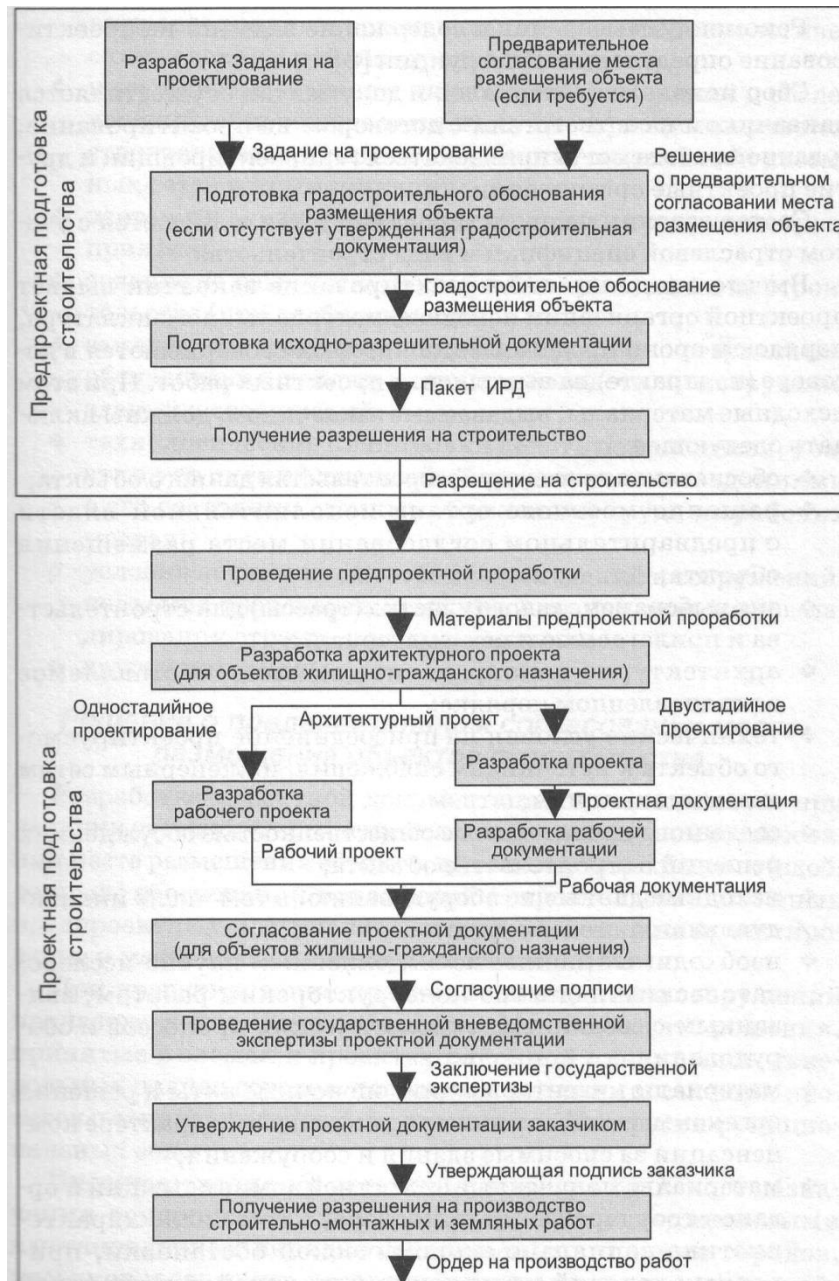 Разработка Задания на
проектирование
Предварительное
согласование места
размещения объекта
(если требуется)
Предпроектная подготовка
строительства
Задание на проектирование
Решение
о предварительном
согласовании места
размещения объекта
Подготовка градостроительного обоснования
размещения объекта
(если отсутствует утвержденная градостроительная
документация)
Градостроительное обоснование
размещения объекта
Подготовка исходно-разрешительной документации
Пакет ИРД
Получение разрешения на строительство
Разрешение на строительство
Проведение предпроектной проработки
Материалы предпроектной проработки
Разработка архитектурного проекта
(для объектов жилищно-гражданского назначения)
Одностадийное
проектирование
Архитектурный проект
Двустадийное
проектирование
Проектная подготовка
строительства
Разработка проекта
Разработка
рабочего проекта
Проектная документация
Разработка рабочей
документации
Рабочий проект
Рабочая документация
Согласование проектной документации
(для объектов жилищно-гражданского назначения)
Согласующие подписи
Проведение государственной вневедомственной
экспертизы проектной документации
Заключение государственной
экспертизы
Утверждение проектной документации заказчиком
Утверждающая подпись заказчика
Получение разрешения на производство
строительно-монтажных и земляных работ
Ордер на производство работ